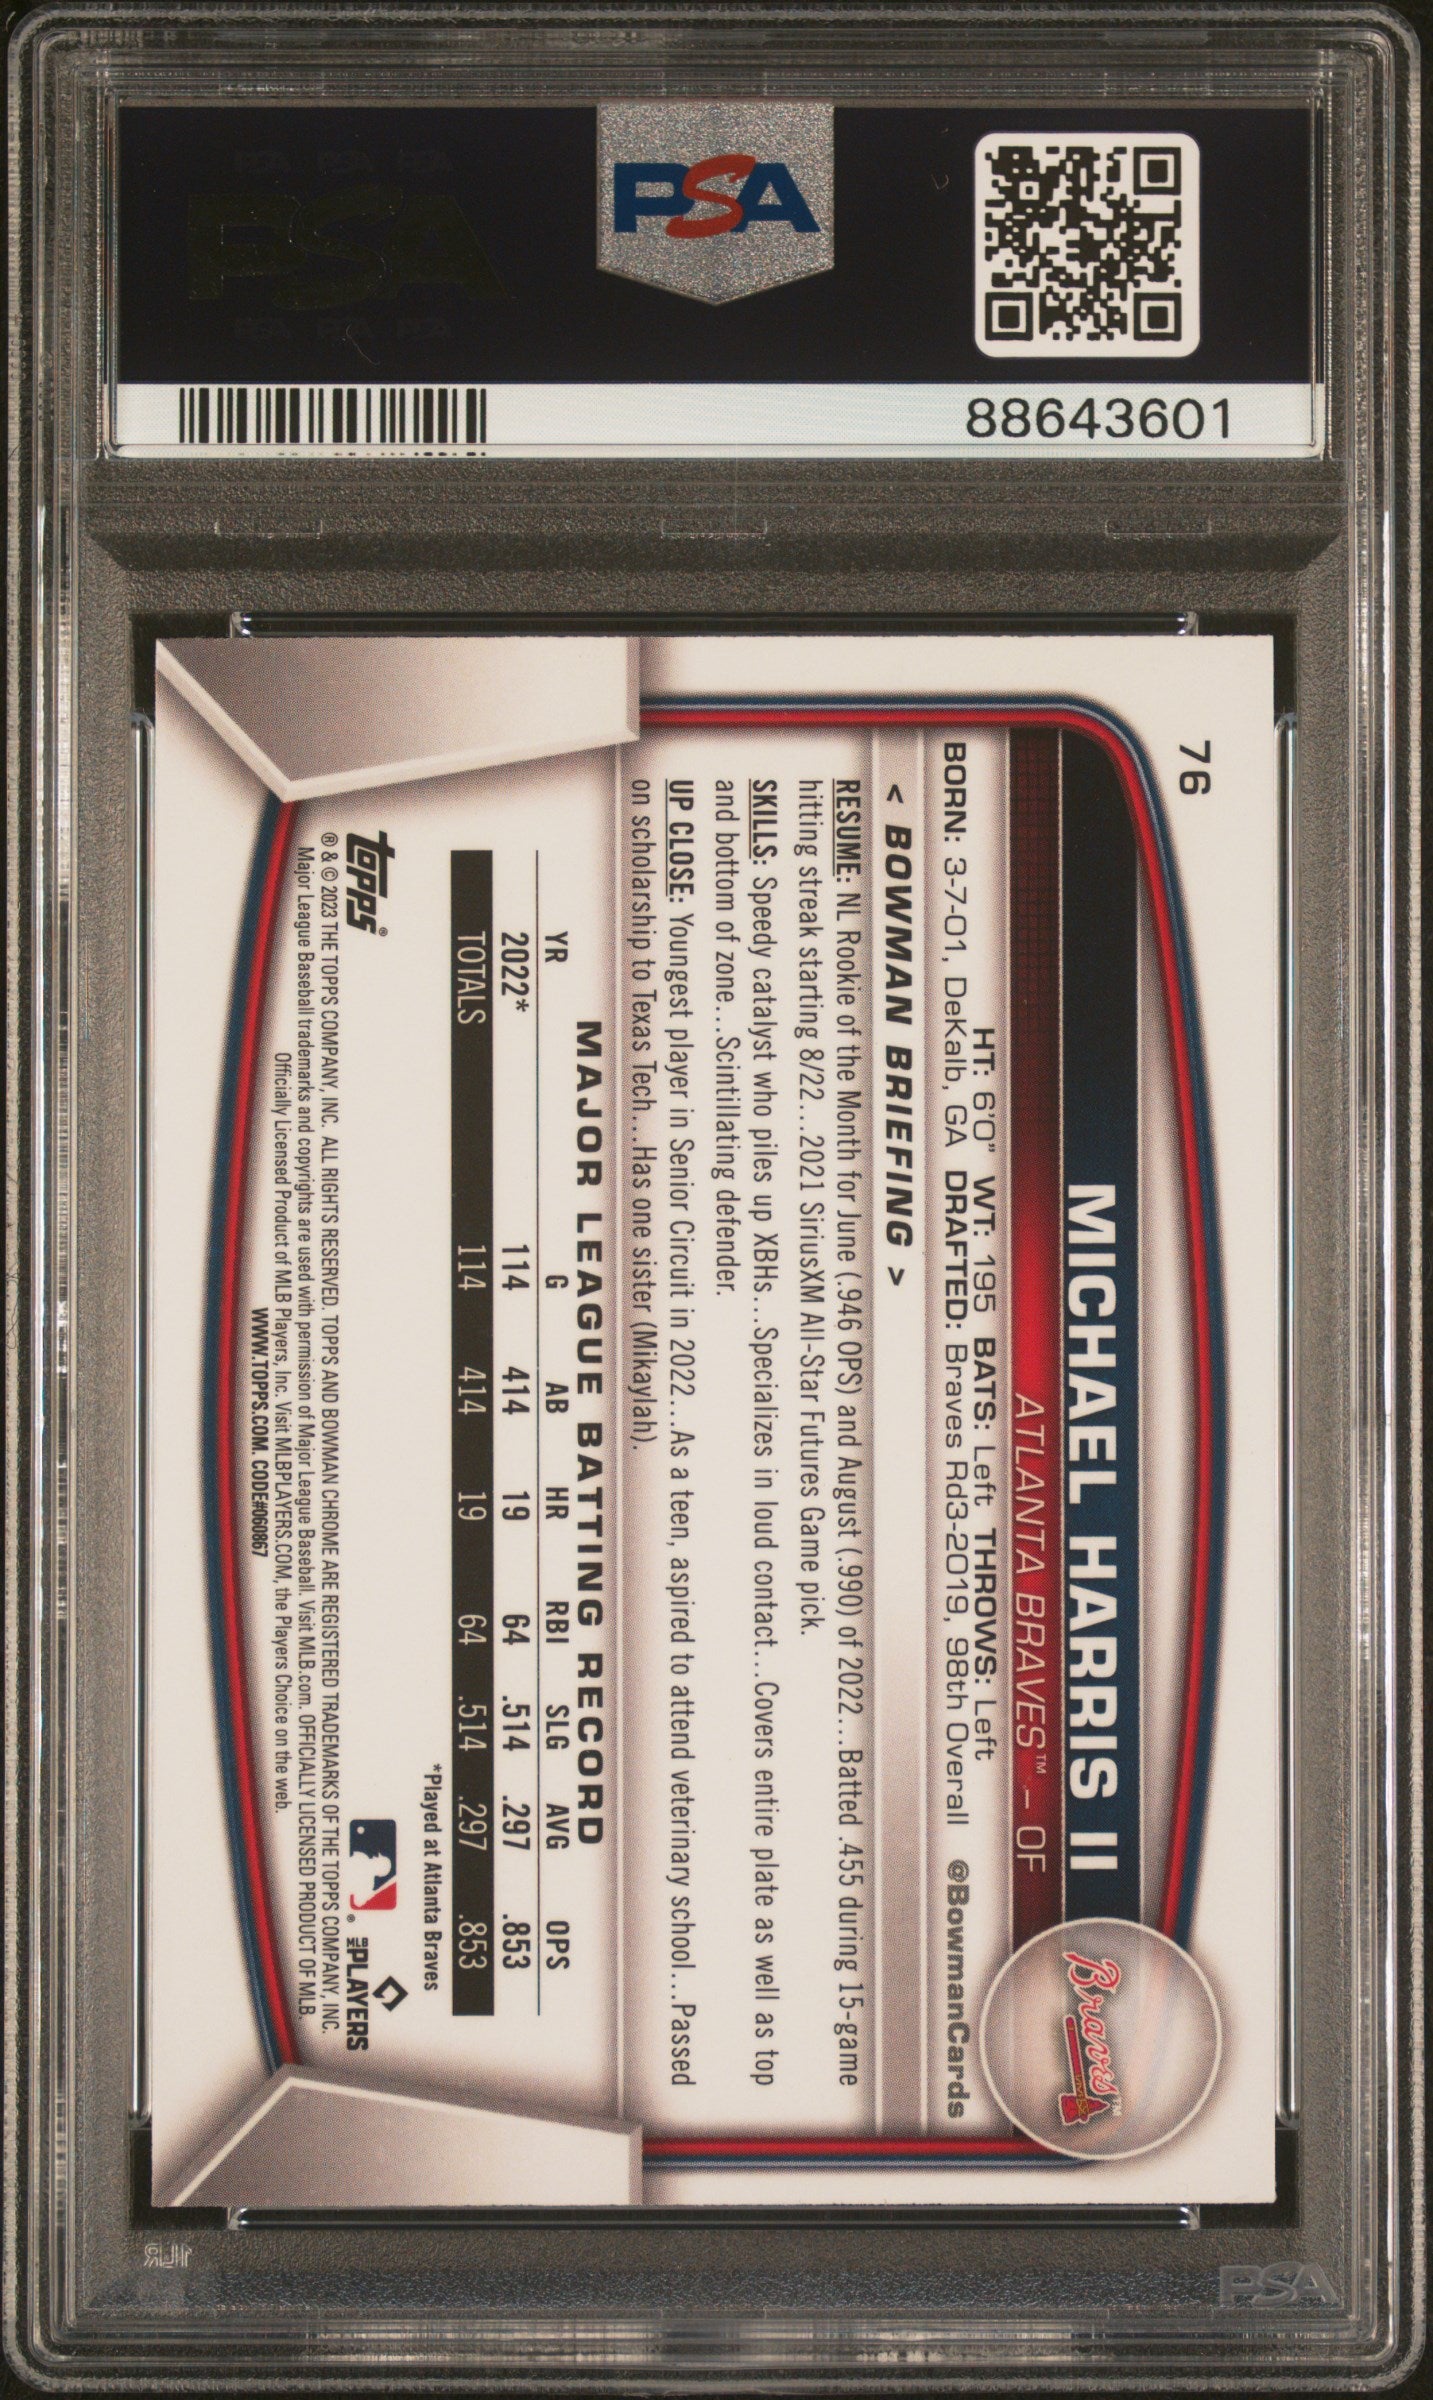 PSA
88643601
76
MICHAEL HARRIS II
ATLANTA BRAVES™ – OF
Braves™
HT: 6'0" WT: 195 BATS: Left THROWS: Left
BORN: 3-7-01, DeKalb, GA DRAFTED: Braves Rd3-2019, 98th Overall @BowmanCards
< BOWMAN BRIEFING >
RESUME: NL Rookie of the Month for June (.946 OPS) and August (.990) of 2022...Batted .455 during 15-game
hitting streak starting 8/22...2021 SiriusXM All-Star Futures Game pick.
SKILLS: Speedy catalyst who piles up XBHs...Specializes in loud contact...Covers entire plate as well as top
and bottom of zone...Scintillating defender.
UP CLOSE: Youngest player in Senior Circuit in 2022...As a teen, aspired to attend veterinary school...Passed
on scholarship to Texas Tech...Has one sister (Mikaylah).
MAJOR LEAGUE BATTING RECORD
YR G AB HR RBI SLG AVG OPS
2022* 114 414 19 64 .514 .297 .853
TOTALS 114 414 19 64 .514 .297 .853
*Played at Atlanta Braves
topps®
MLB PLAYERS
® & © 2023 THE TOPPS COMPANY, INC. ALL RIGHTS RESERVED. TOPPS AND BOWMAN CHROME ARE REGISTERED TRADEMARKS OF THE TOPPS COMPANY, INC.
Major League Baseball trademarks and copyrights are used with permission of Major League Baseball. Visit MLB.com. OFFICIALLY LICENSED PRODUCT OF MLB.
Officially Licensed Product of MLB Players, Inc. Visit MLBPLAYERS.COM, the Players Choice on the web.
WWW.TOPPS.COM. CODE#060867
PSA